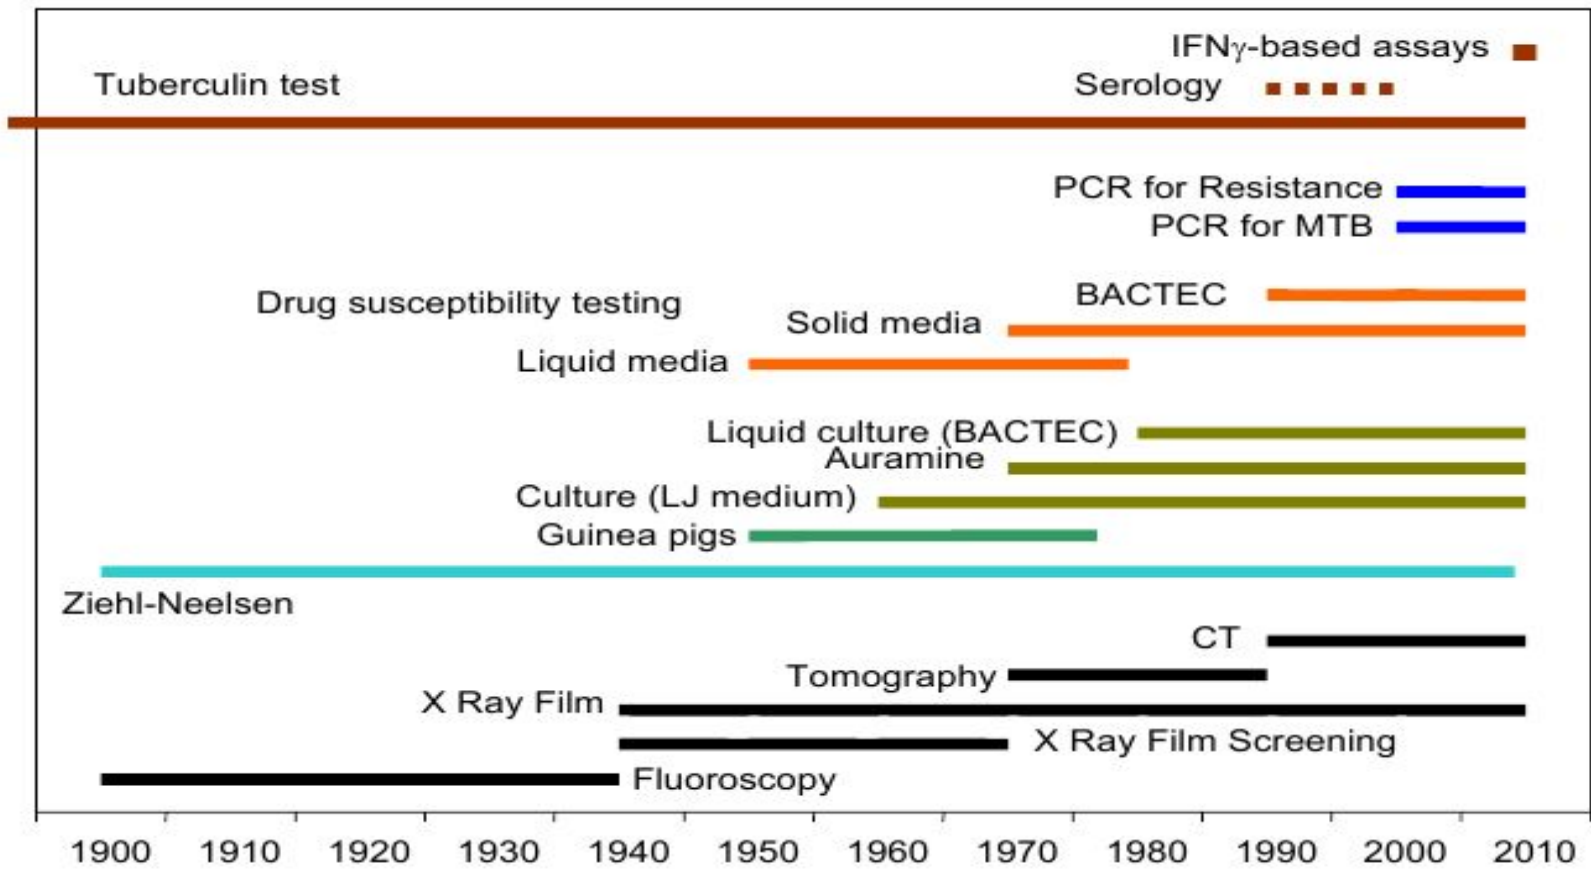 IFNγ-based assays
Tuberculin test
Serology
PCR for Resistance
PCR for MTB
BACTEC
Drug susceptibility testing
Solid media
Liquid media
Liquid culture (BACTEC)
Auramine
Culture (LJ medium)
Guinea pigs
Ziehl-Neelsen
CT
Tomography
X Ray Film
X Ray Film Screening
Fluoroscopy
1900 1910 1920 1930 1940 1950 1960 1970 1980 1990 2000 2010